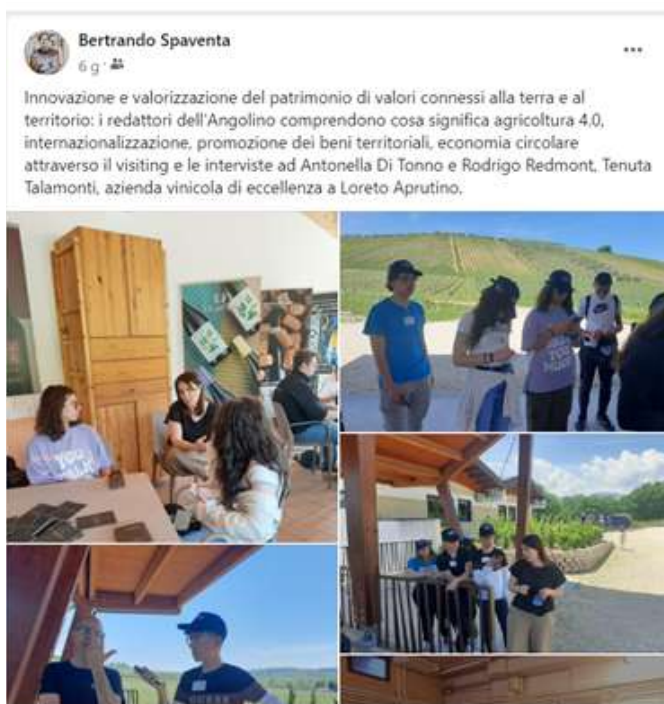 Bertrando Spaventa
6 g ·
Innovazione e valorizzazione del patrimonio di valori connessi alla terra e al
territorio: i redattori dell'Angolino comprendono cosa significa agricoltura 4.0,
internazionalizzazione, promozione dei beni territoriali, economia circolare
attraverso il visiting e le interviste ad Antonella Di Tonno e Rodrigo Redmont, Tenuta
Talamonti, azienda vinicola di eccellenza a Loreto Aprutino.
YOU
YOU